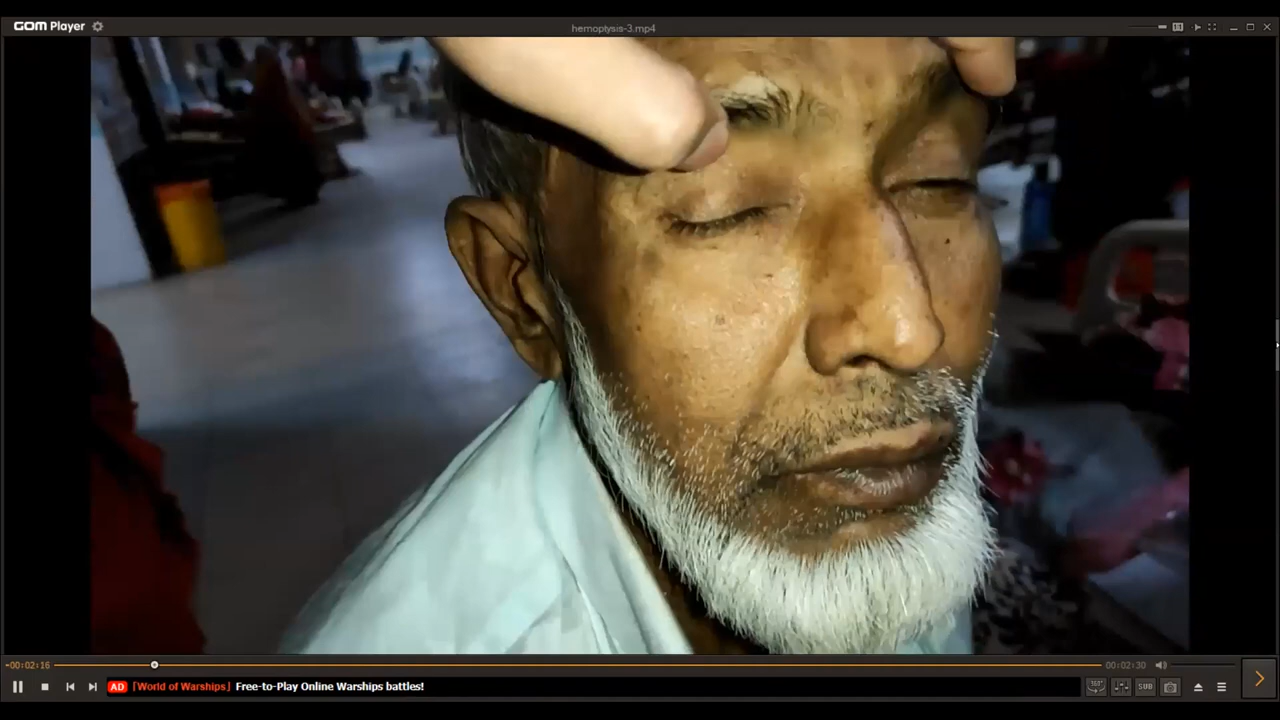 GOM Player
hemoptysis-3.mp4
-00:02:16
00:02:30
AD [World of Warships] Free-to-Play Online Warships battles!
360°
SUB